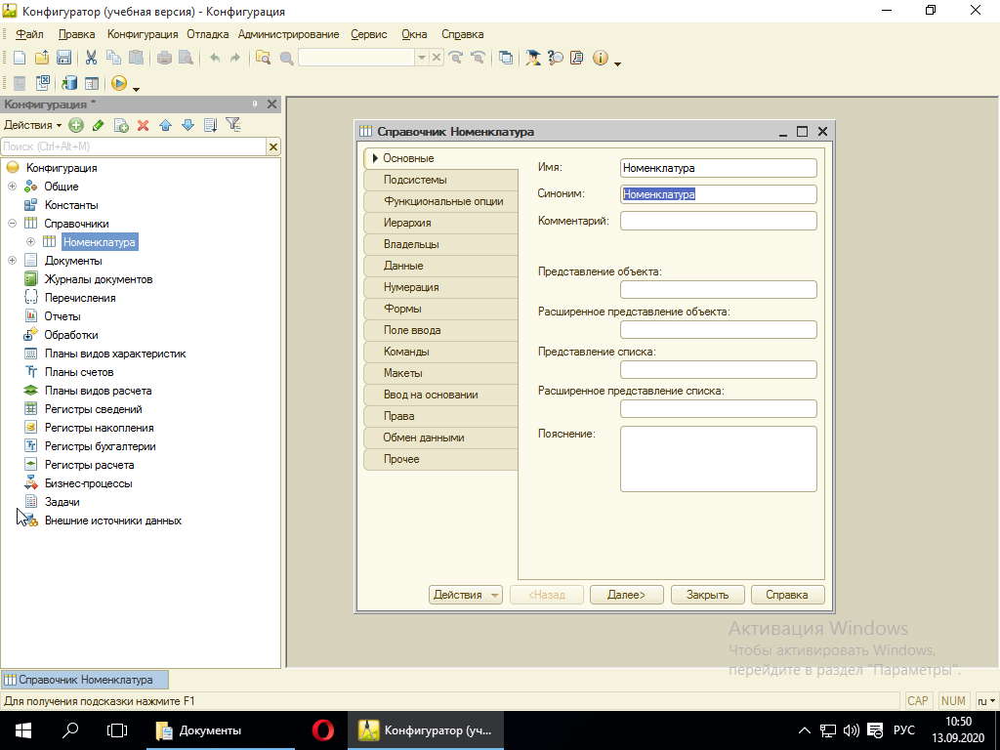 Конфигуратор (учебная версия) - Конфигурация
Файл Правка Конфигурация Отладка Администрирование Сервис Окна Справка
Конфигурация *
Действия
Поиск (Ctrl+Alt+M)
Конфигурация
Общие
Константы
Справочники
Номенклатура
Документы
Журналы документов
Перечисления
Отчеты
Обработки
Планы видов характеристик
Планы счетов
Планы видов расчета
Регистры сведений
Регистры накопления
Регистры бухгалтерии
Регистры расчета
Бизнес-процессы
Задачи
Внешние источники данных
Справочник Номенклатура
Основные
Подсистемы
Функциональные опции
Иерархия
Владельцы
Данные
Нумерация
Формы
Поле ввода
Команды
Макеты
Ввод на основании
Права
Обмен данными
Прочее
Имя: Номенклатура
Синоним: Номенклатура
Комментарий:
Представление объекта:
Расширенное представление объекта:
Представление списка:
Расширенное представление списка:
Пояснение:
Действия <Назад Далее> Закрыть Справка
Активация Windows
Чтобы активировать Windows,
перейдите в раздел "Параметры".
Справочник Номенклатура
Для получения подсказки нажмите F1 CAP NUM ru
Документы Конфигуратор (уч... РУС 10:50
13.09.2020